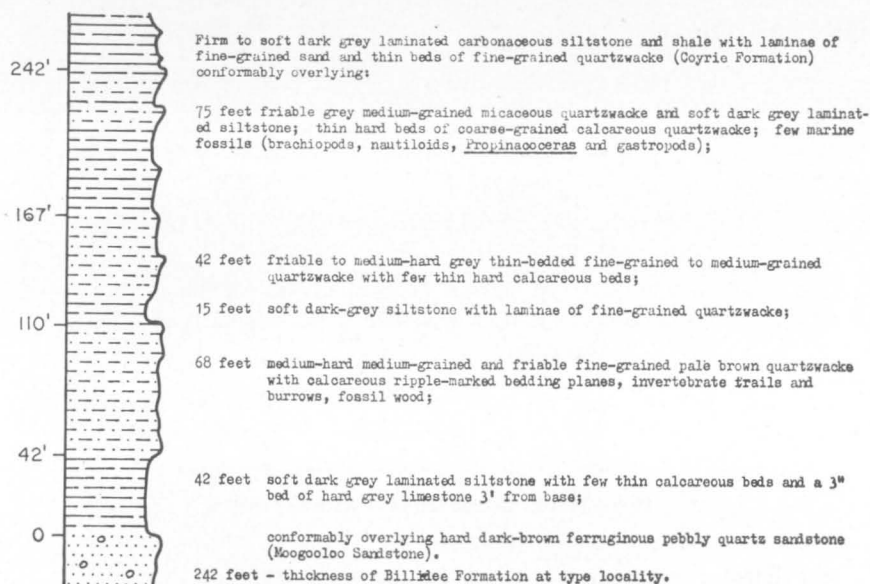 Firm to soft dark grey laminated carbonaceous siltstone and shale with laminae of
fine-grained sand and thin beds of fine-grained quartzwacke (Coyrie Formation)
conformably overlying:
242'
75 feet friable grey medium-grained micaceous quartzwacke and soft dark grey laminat-
ed siltstone; thin hard beds of coarse-grained calcareous quartzwacke; few marine
fossils (brachiopods, nautiloids, Propinacoceras and gastropods);
167'
42 feet friable to medium-hard grey thin-bedded fine-grained to medium-grained
quartzwacke with few thin hard calcareous beds;
15 feet soft dark-grey siltstone with laminae of fine-grained quartzwacke;
110'
68 feet medium-hard medium-grained and friable fine-grained pale brown quartzwacke
with calcareous ripple-marked bedding planes, invertebrate trails and
burrows, fossil wood;
42'
42 feet soft dark grey laminated siltstone with few thin calcareous beds and a 3"
bed of hard grey limestone 3' from base;
0
conformably overlying hard dark-brown ferruginous pebbly quartz sandstone
(Moogooloo Sandstone).
242 feet - thickness of Billidee Formation at type locality.